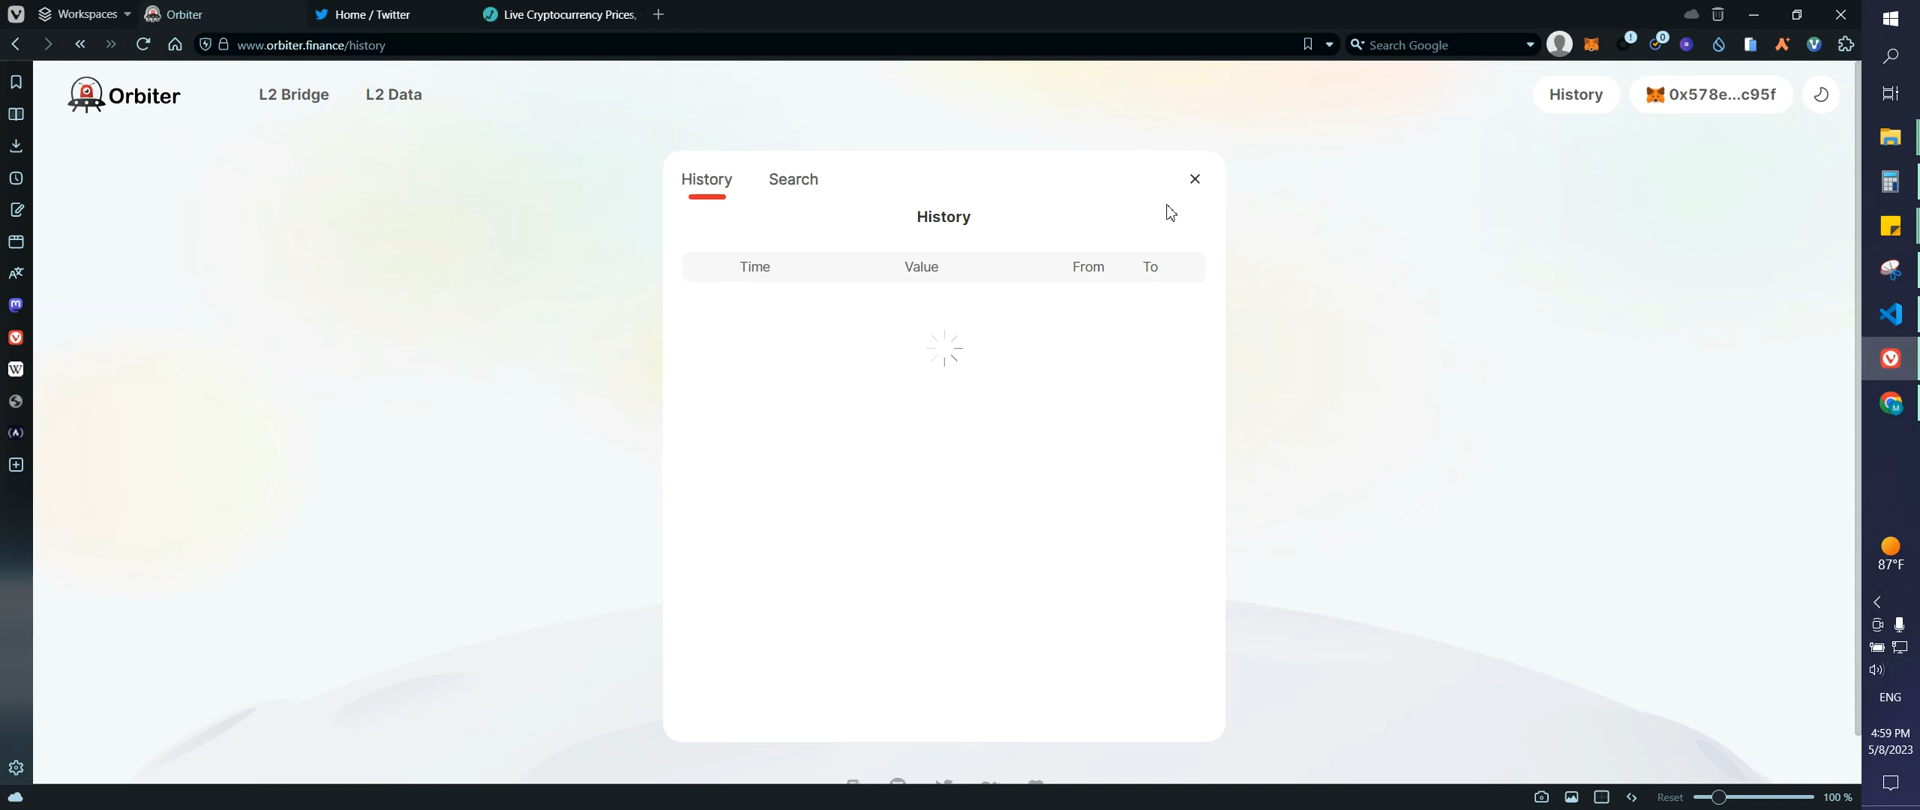 Workspaces
Orbiter
Home / Twitter
Live Cryptocurrency Prices,
www.orbiter.finance/history
Search Google
Orbiter
L2 Bridge
L2 Data
History
0x578e...c95f
History
Search
History
Time
Value
From
To
87°F
ENG
4:59 PM
5/8/2023
Reset
100 %